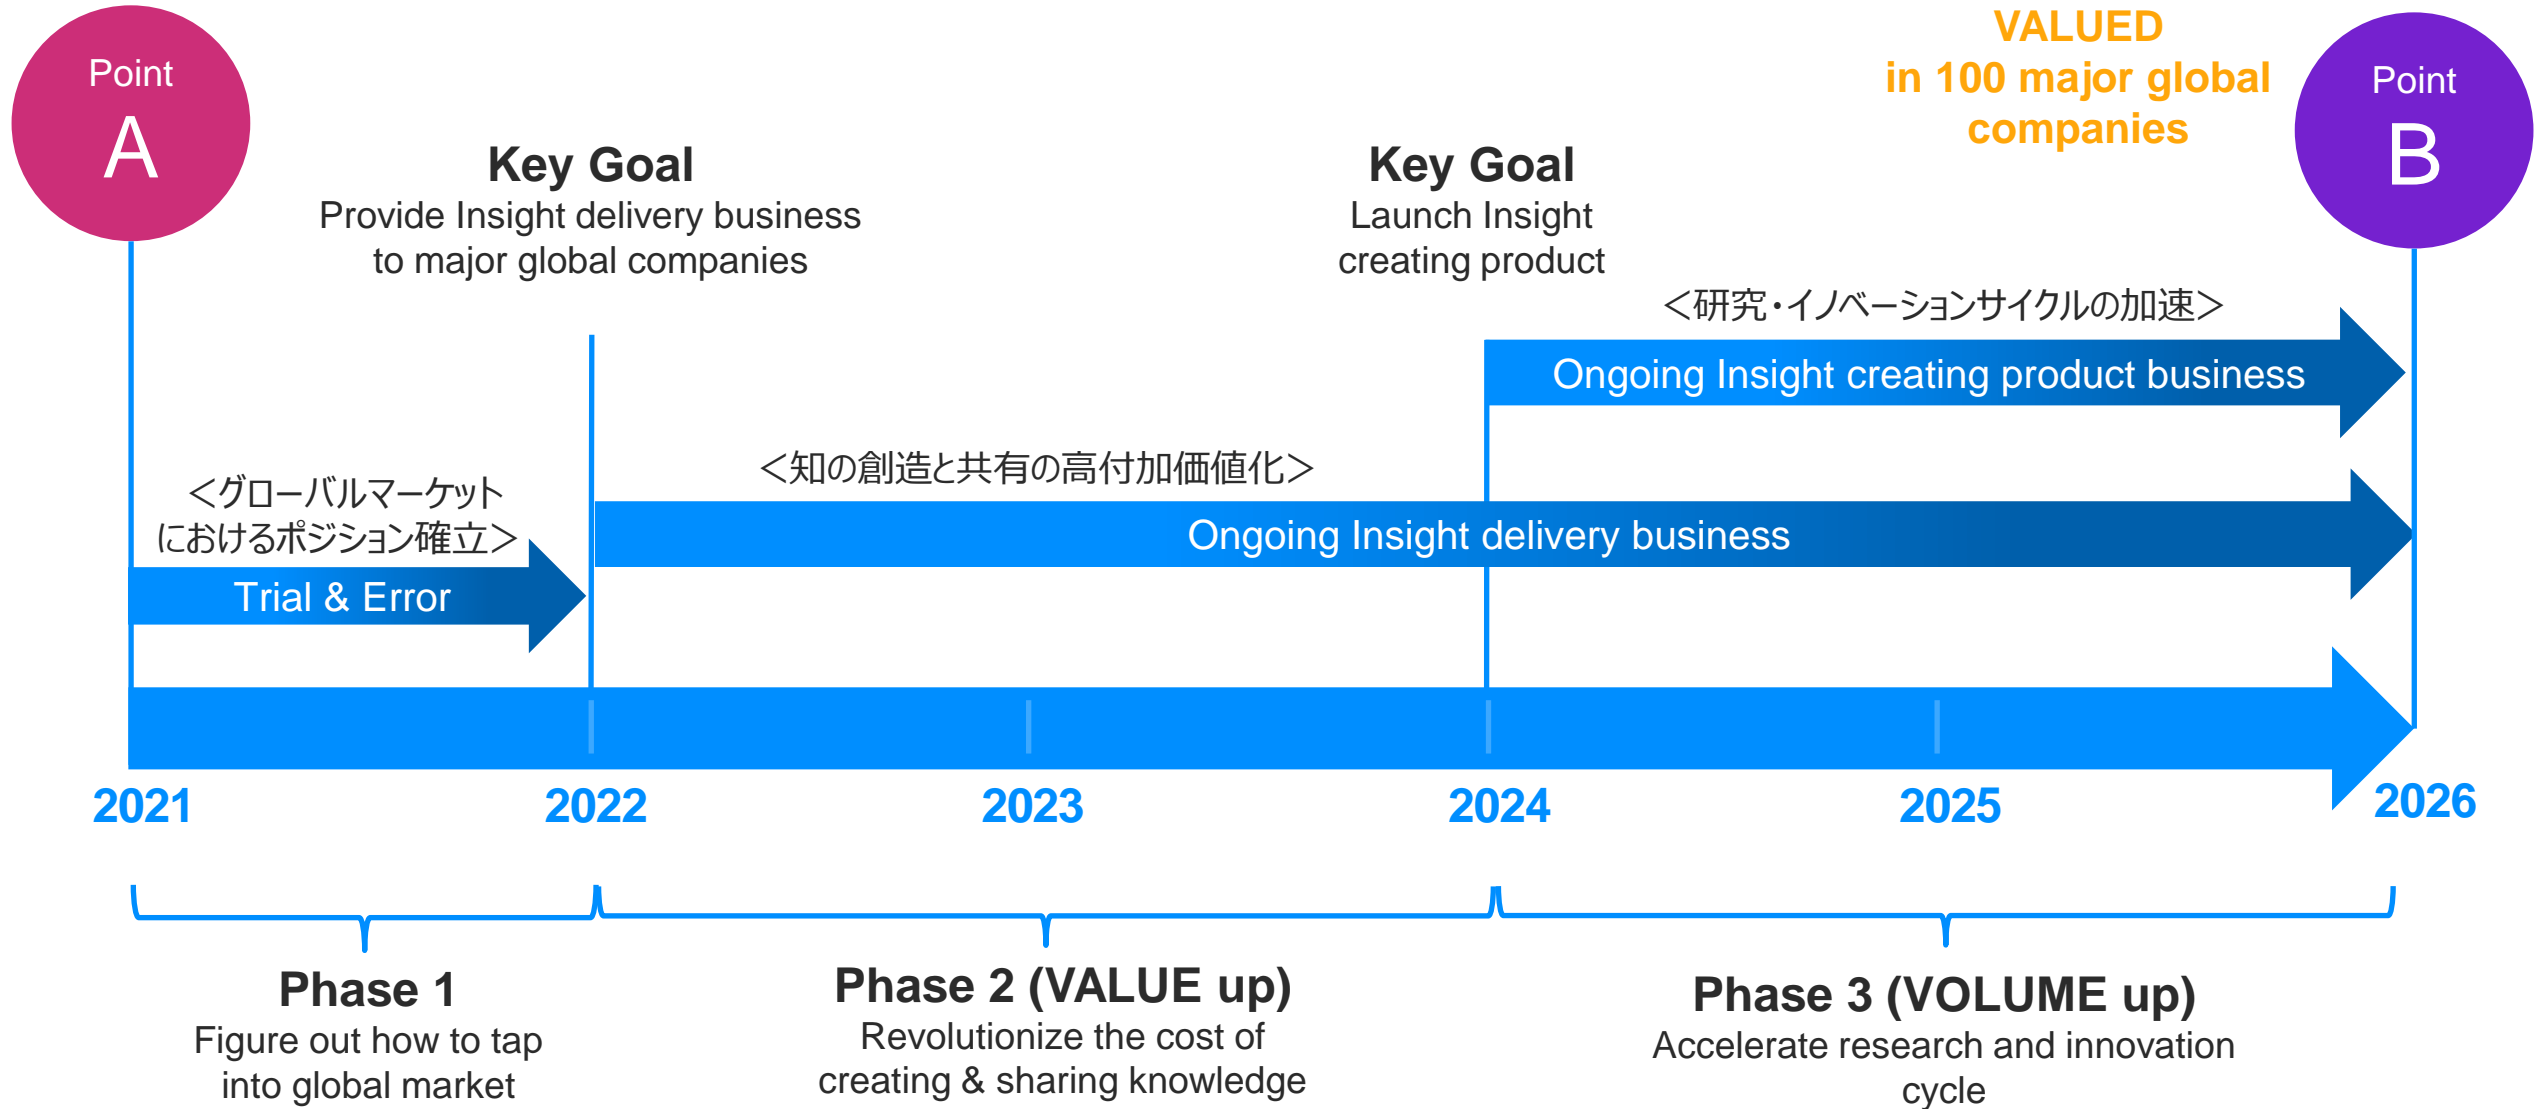 Point
A
VALUED
in 100 major global
companies
Point
B
Key Goal
Provide Insight delivery business
to major global companies
Key Goal
Launch Insight
creating product
＜研究・イノベーションサイクルの加速＞
Ongoing Insight creating product business
＜知の創造と共有の高付加価値化＞
Ongoing Insight delivery business
＜グローバルマーケット
におけるポジション確立＞
Trial & Error
2021
2022
2023
2024
2025
2026
Phase 1
Figure out how to tap
into global market
Phase 2 (VALUE up)
Revolutionize the cost of
creating & sharing knowledge
Phase 3 (VOLUME up)
Accelerate research and innovation
cycle